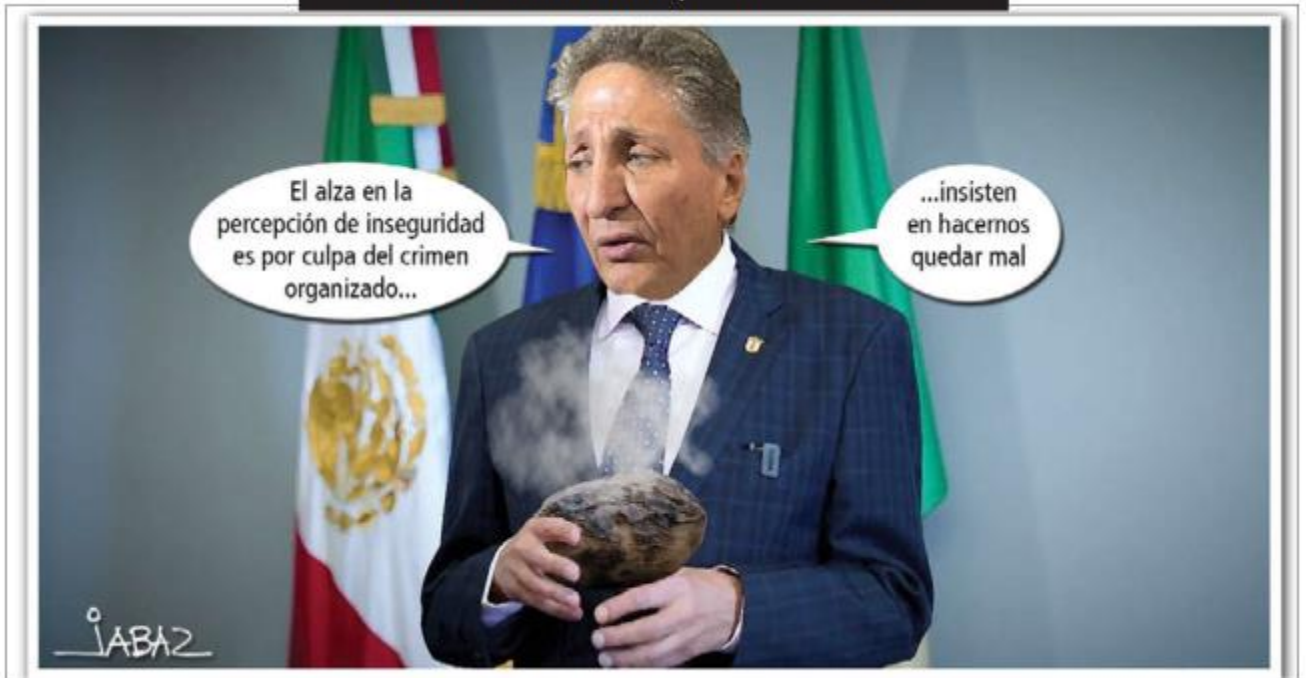 El alza en la
percepción de inseguridad
es por culpa del crimen
organizado...
...insisten
en hacernos
quedar mal
JABAZ